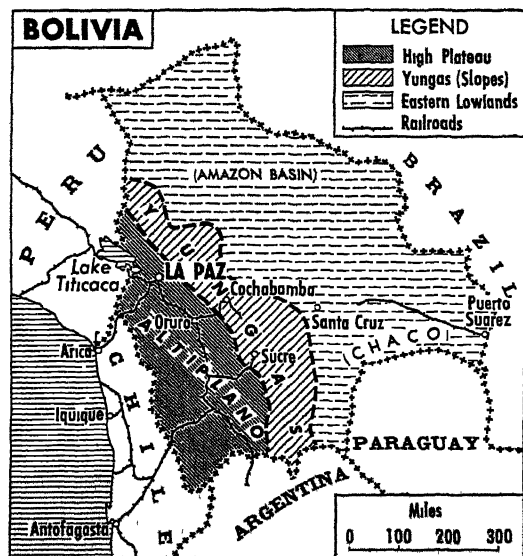 BOLIVIA
LEGEND
High Plateau
Yungas (Slopes)
Eastern Lowlands
Railroads
(AMAZON BASIN)
PERU
BRAZIL
YUNGAS
Lake
Titicaca
LA PAZ
Cochabamba
Santa Cruz
Puerto
Suárez
Oruro
(CHACO)
Arica
Sucre
ALTIPLANO
CHILE
Iquique
PARAGUAY
ARGENTINA
Antofagasta
Miles
0 100 200 300